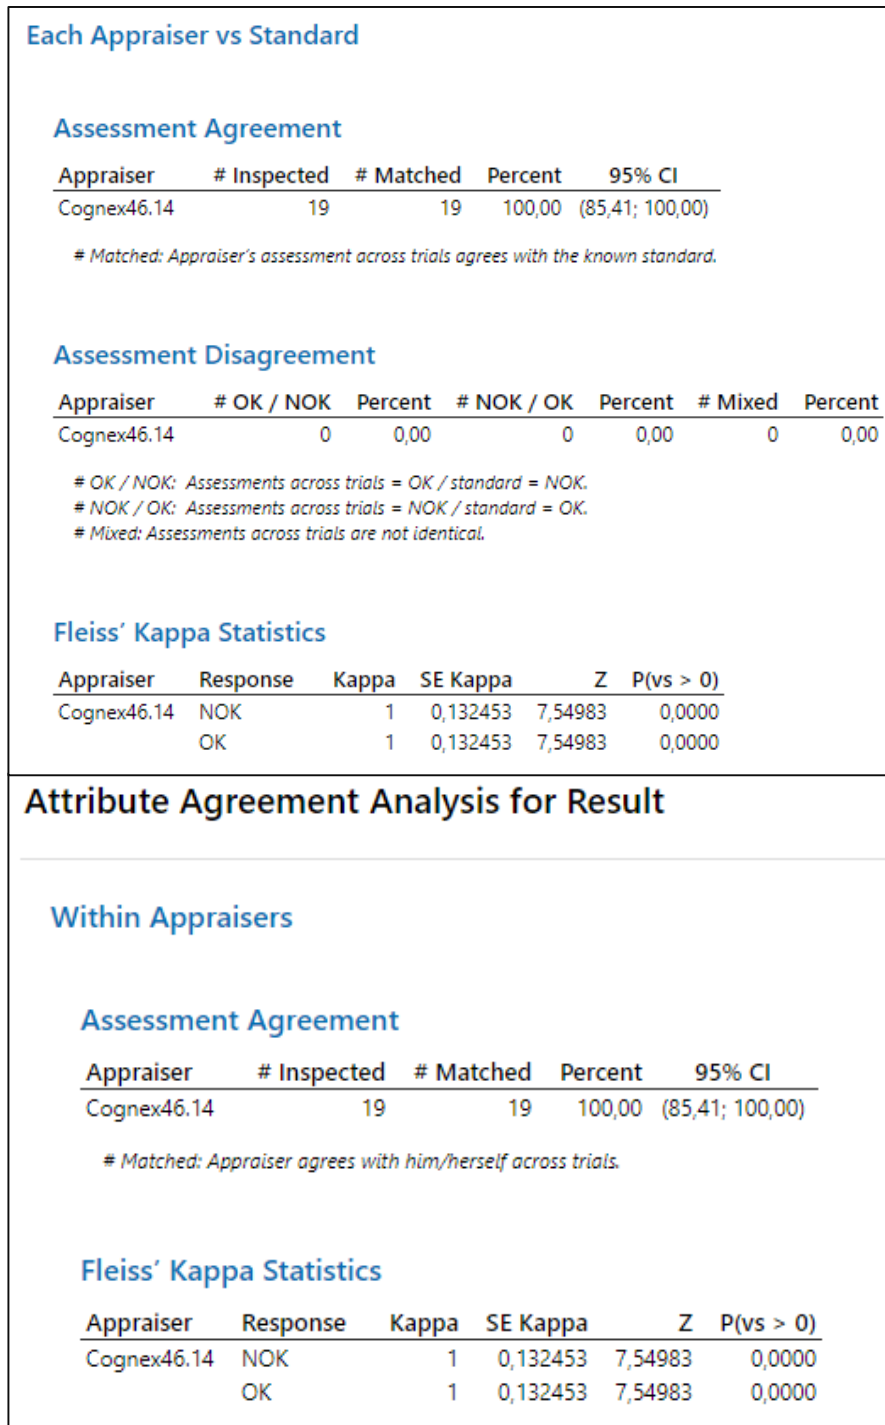 Each Appraiser vs Standard
Assessment Agreement
Appraiser # Inspected # Matched Percent 95% CI
Cognex46.14 19 19 100,00 (85,41; 100,00)
# Matched: Appraiser's assessment across trials agrees with the known standard.
Assessment Disagreement
Appraiser # OK / NOK Percent # NOK / OK Percent # Mixed Percent
Cognex46.14 0 0,00 0 0,00 0 0,00
# OK / NOK: Assessments across trials = OK / standard = NOK.
# NOK / OK: Assessments across trials = NOK / standard = OK.
# Mixed: Assessments across trials are not identical.
Fleiss' Kappa Statistics
Appraiser Response Kappa SE Kappa Z P(vs > 0)
Cognex46.14 NOK 1 0,132453 7,54983 0,0000
OK 1 0,132453 7,54983 0,0000
Attribute Agreement Analysis for Result
Within Appraisers
Assessment Agreement
Appraiser # Inspected # Matched Percent 95% CI
Cognex46.14 19 19 100,00 (85,41; 100,00)
# Matched: Appraiser agrees with him/herself across trials.
Fleiss' Kappa Statistics
Appraiser Response Kappa SE Kappa Z P(vs > 0)
Cognex46.14 NOK 1 0,132453 7,54983 0,0000
OK 1 0,132453 7,54983 0,0000